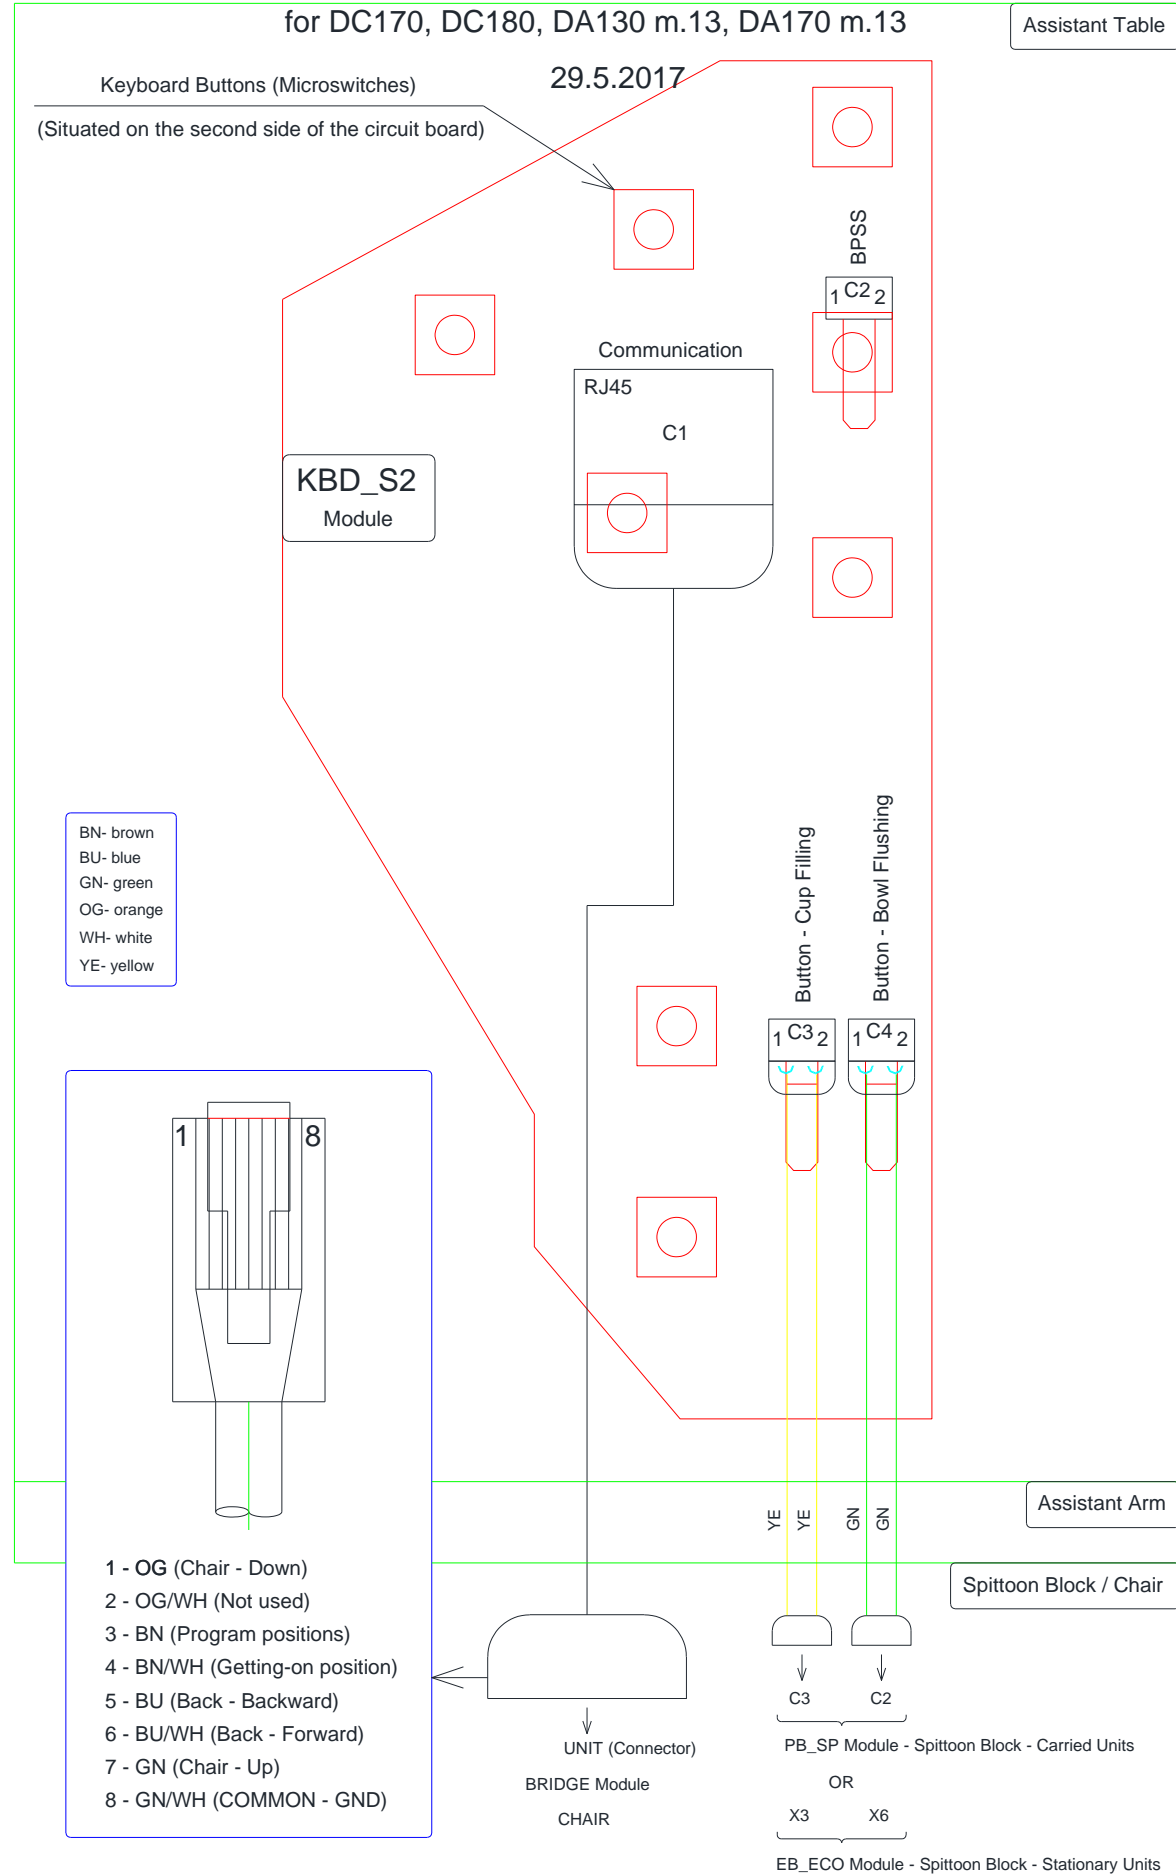 for DC170, DC180, DA130 m.13, DA170 m.13
Assistant Table
29.5.2017
Keyboard Buttons (Microswitches)
(Situated on the second side of the circuit board)
BPSS
1 C2 2
Communication
RJ45
C1
KBD_S2
Module
BN- brown
BU- blue
GN- green
OG- orange
WH- white
YE- yellow
Button - Cup Filling
Button - Bowl Flushing
1 C3 2
1 C4 2
1 8
YE
YE
GN
GN
Assistant Arm
Spittoon Block / Chair
1 - OG (Chair - Down)
2 - OG/WH (Not used)
3 - BN (Program positions)
4 - BN/WH (Getting-on position)
5 - BU (Back - Backward)
6 - BU/WH (Back - Forward)
7 - GN (Chair - Up)
8 - GN/WH (COMMON - GND)
UNIT (Connector)
BRIDGE Module
CHAIR
C3 C2
PB_SP Module - Spittoon Block - Carried Units
OR
X3 X6
EB_ECO Module - Spittoon Block - Stationary Units